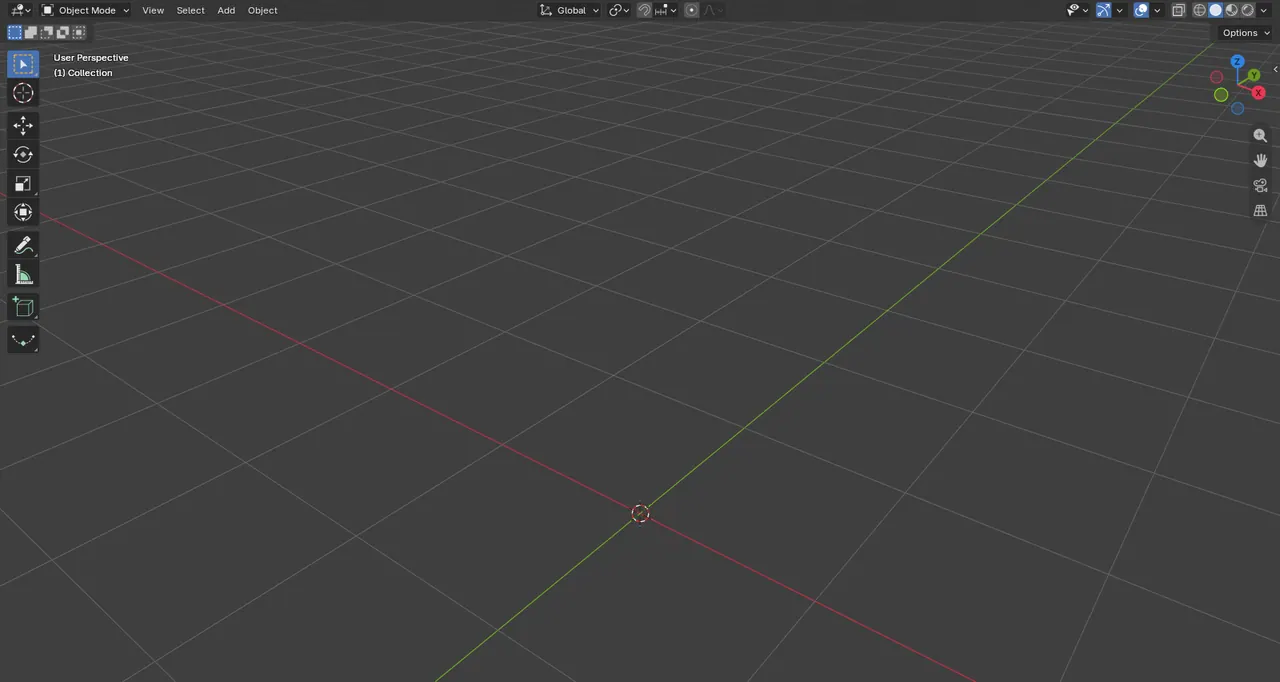 Object Mode View Select Add Object Global
Options
User Perspective
(1) Collection
Z
Y
X